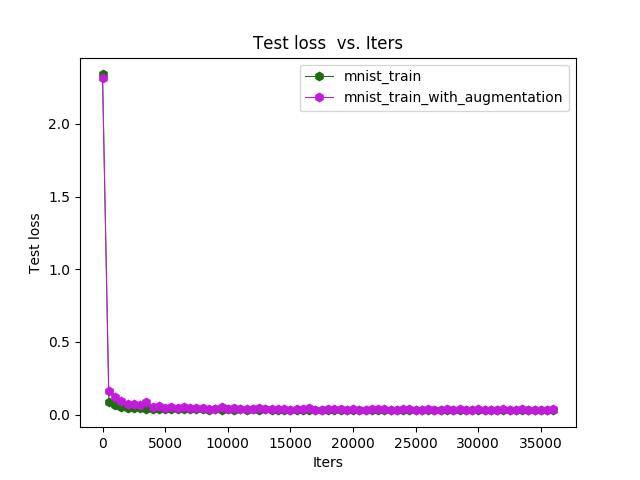 Test loss  vs. Iters
mnist_train
mnist_train_with_augmentation
2.0
1.5
1.0
0.5
0.0
Test loss
0 5000 10000 15000 20000 25000 30000 35000
Iters